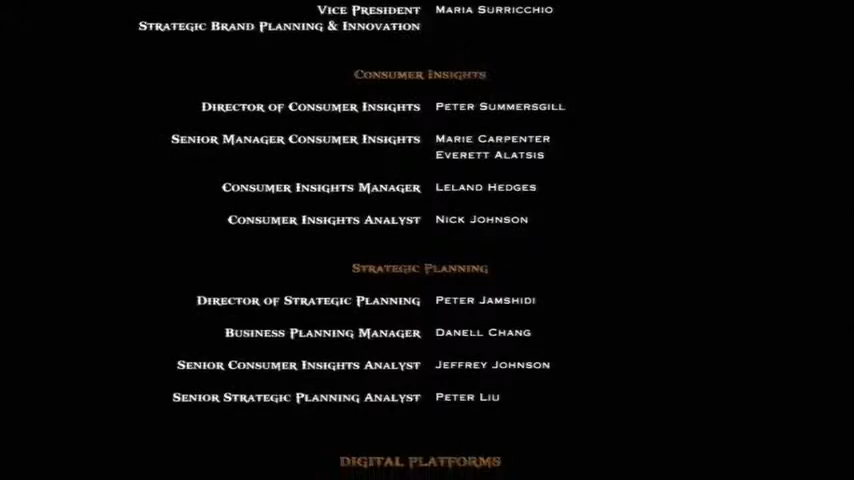 Vice President Maria Surricchio
Strategic Brand Planning & Innovation
Consumer Insights
Director of Consumer Insights Peter Summersgill
Senior Manager Consumer Insights Marie Carpenter
Everett Alatsis
Consumer Insights Manager Leland Hedges
Consumer Insights Analyst Nick Johnson
Strategic Planning
Director of Strategic Planning Peter Jamshidi
Business Planning Manager Danell Chang
Senior Consumer Insights Analyst Jeffrey Johnson
Senior Strategic Planning Analyst Peter Liu
Digital Platforms